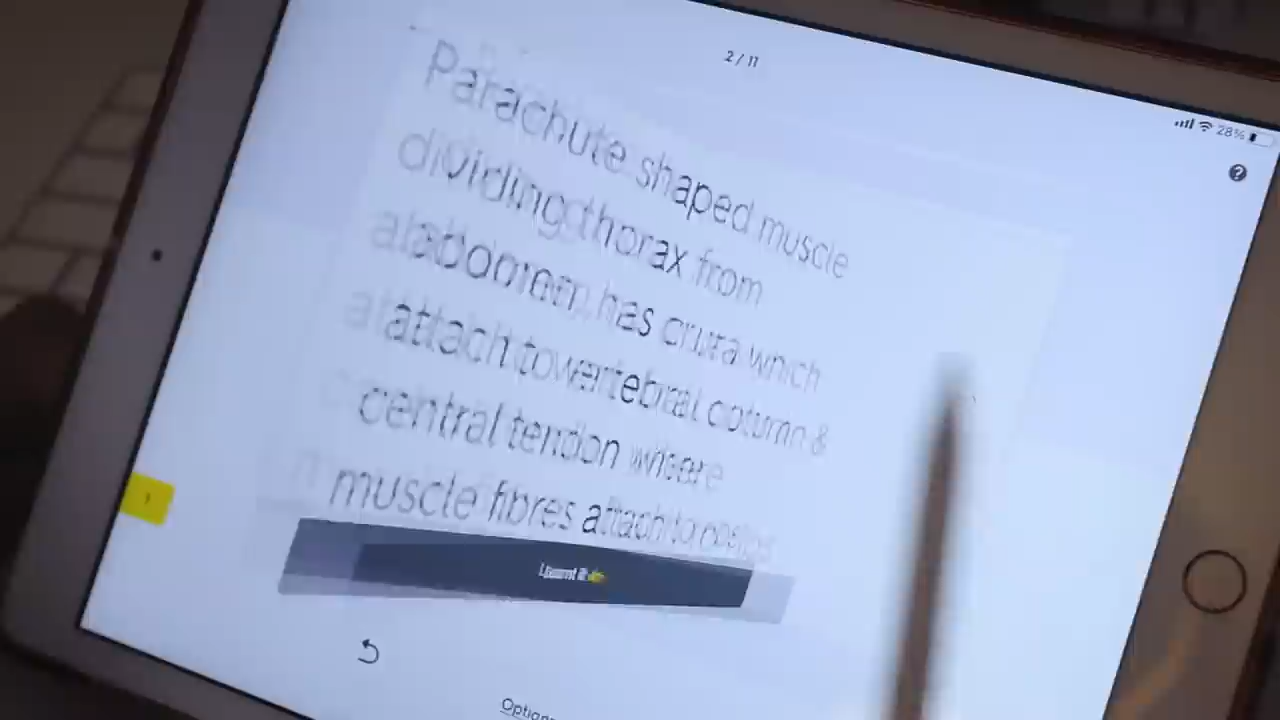 2 / 11
28%
?
Parachute shaped muscle
dividing thorax from
abdomen, has crura which
attach to vertebral column &
central tendon where
muscle fibres attach to
Options